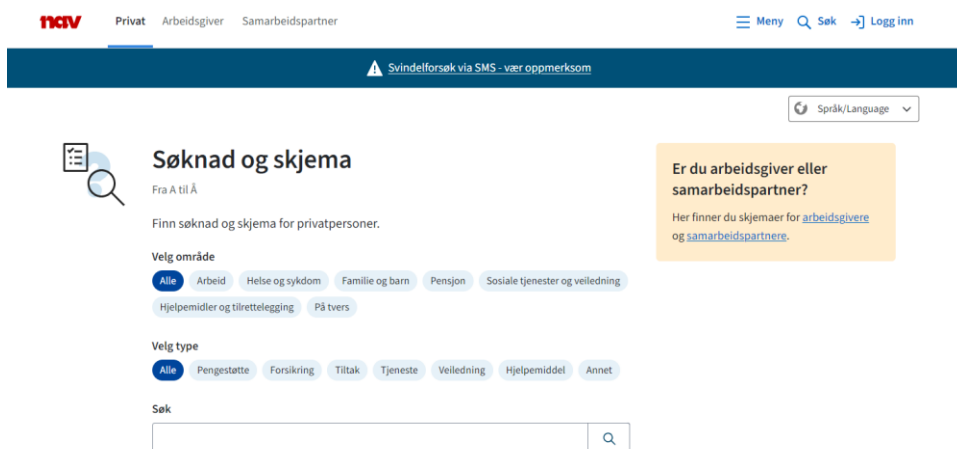 nav
Privat Arbeidsgiver Samarbeidspartner
Meny Søk Logg inn
Svindelforsøk via SMS - vær oppmerksom
Språk/Language
Søknad og skjema
Fra A til Å
Finn søknad og skjema for privatpersoner.
Velg område
Alle Arbeid Helse og sykdom Familie og barn Pensjon Sosiale tjenester og veiledning
Hjelpemidler og tilrettelegging På tvers
Velg type
Alle Pengestøtte Forsikring Tiltak Tjeneste Veiledning Hjelpemiddel Annet
Søk
Er du arbeidsgiver eller
samarbeidspartner?
Her finner du skjemaer for arbeidsgivere
og samarbeidspartnere.